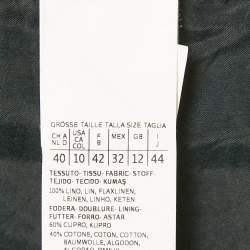 GRÖSSE TAILLE TALLA SIZE TAGLIA
CH A NL D USA CA COL F B MEX GB I J
40 10 42 32 12 44
TESSUTO-TISSU-FABRIC-STOFF-
TEJIDO-TECIDO-KUMAŞ
100% LINO, LIN, FLAX,LINEN,
LEINEN, LINHO, KETEN
FODERA-DOUBLURE-LINING-
FUTTER-FORRO-ASTAR
60% CUPRO, KUPRO
40% COTONE, COTON, COTTON,
BAUMWOLLE, ALGODON,